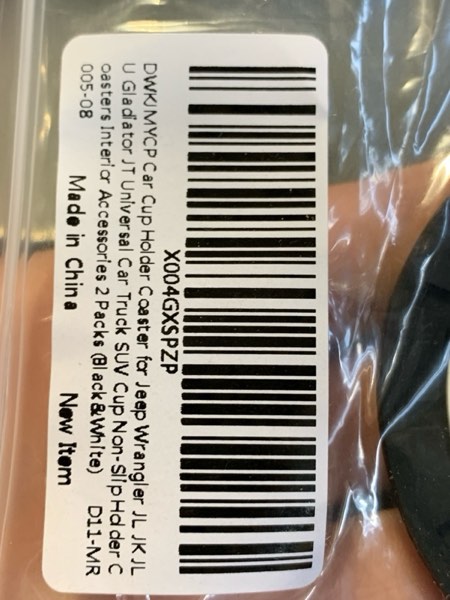 X004GXSPZP
DWKJMYCP Car Cup Holder Coaster for Jeep Wrangler JL JK JL
U Gladiator JT Universal Car Truck SUV Cup Non-Slip Holder C
oasters Interior Accessories 2 Packs (Black&White) D11-MR
005-08
Made in China New Item